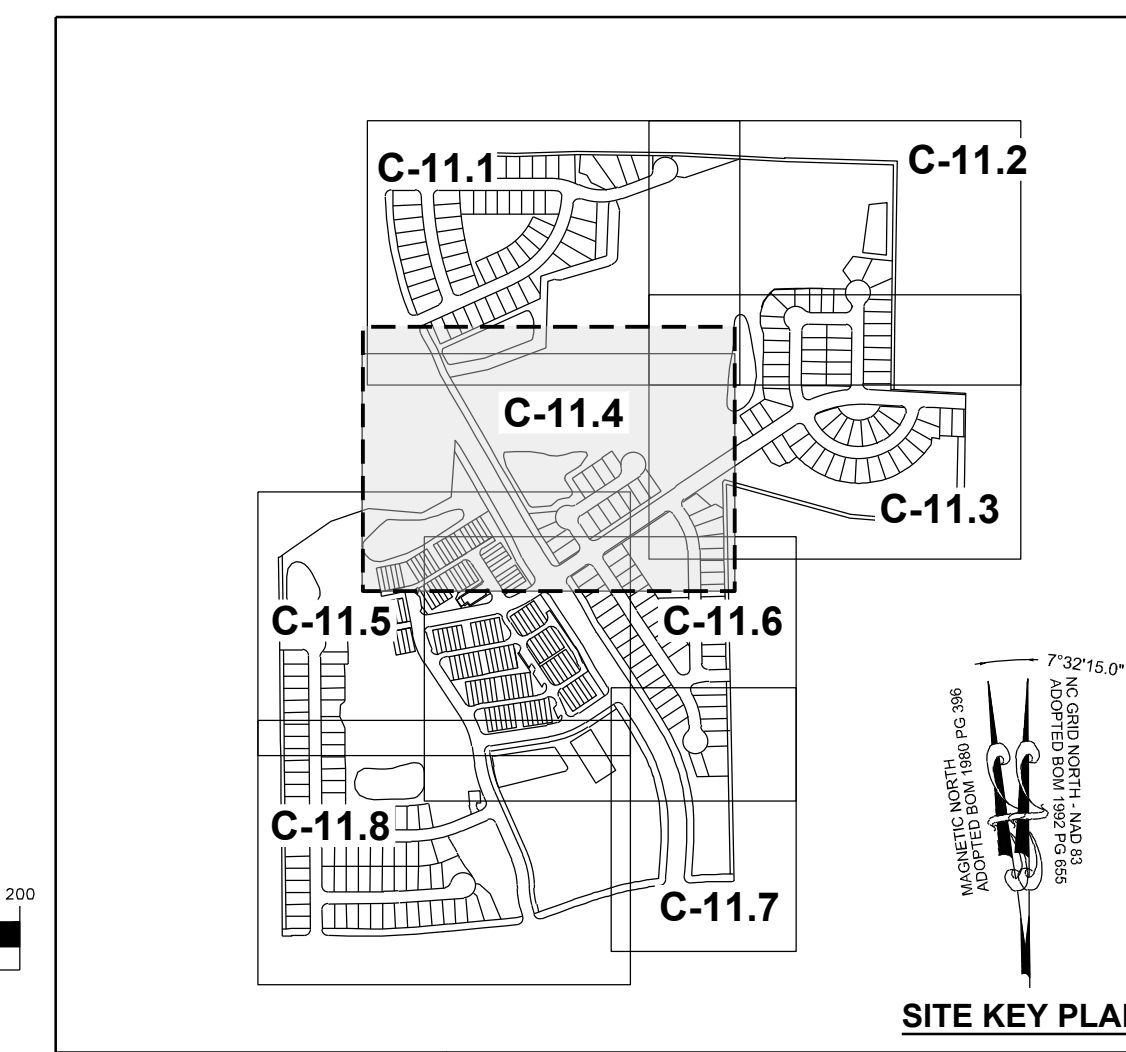 C-11.1
C-11.2
C-11.4
C-11.3
C-11.5
C-11.6
7°32'15.0"
MAGNETIC NORTH
ADOPTED BOM 1980 PG 396
NC GRID NORTH - NAD 83
ADOPTED BOM 1992 PG 655
C-11.8
200
C-11.7
SITE KEY PLAN